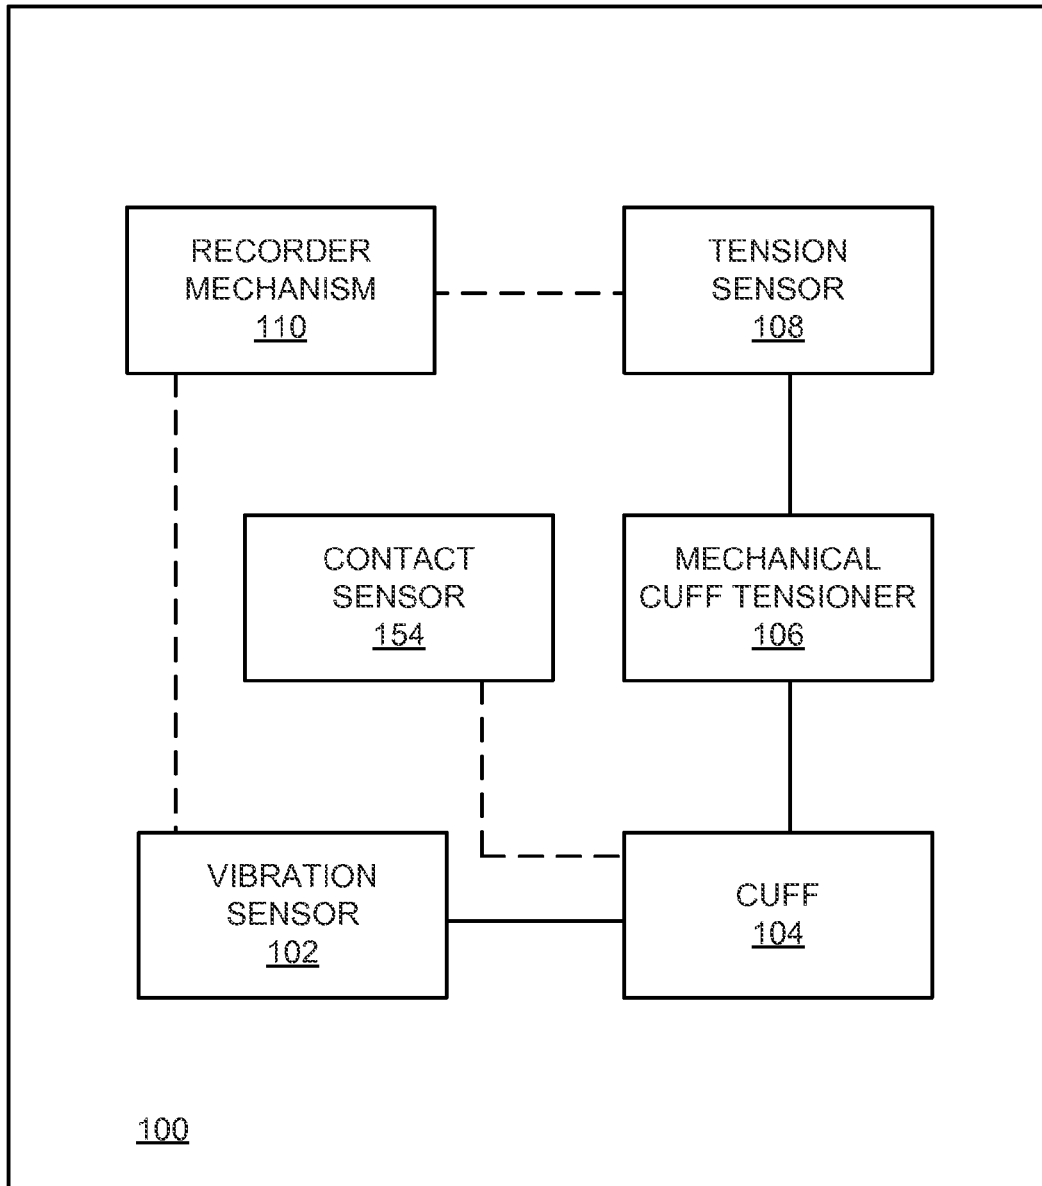 RECORDER
MECHANISM
110
TENSION
SENSOR
108
CONTACT
SENSOR
154
MECHANICAL
CUFF TENSIONER
106
VIBRATION
SENSOR
102
CUFF
104
100